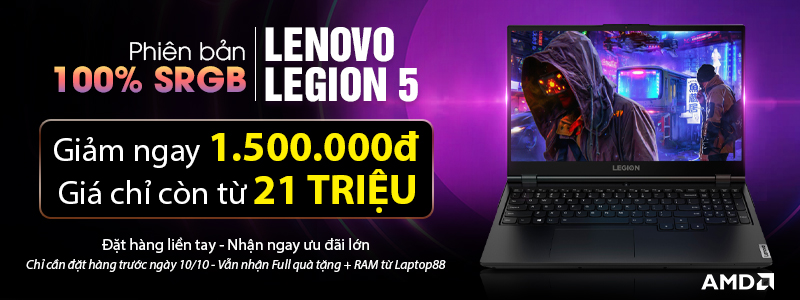 Phiên bản
100% SRGB
LENOVO
LEGION 5
Giảm ngay 1.500.000đ
Giá chỉ còn từ 21 TRIỆU
Đặt hàng liền tay - Nhận ngay ưu đãi lớn
Chỉ cần đặt hàng trước ngày 10/10 - Vẫn nhận Full quà tặng + RAM từ Laptop88
LEGION
Lenovo
AMD